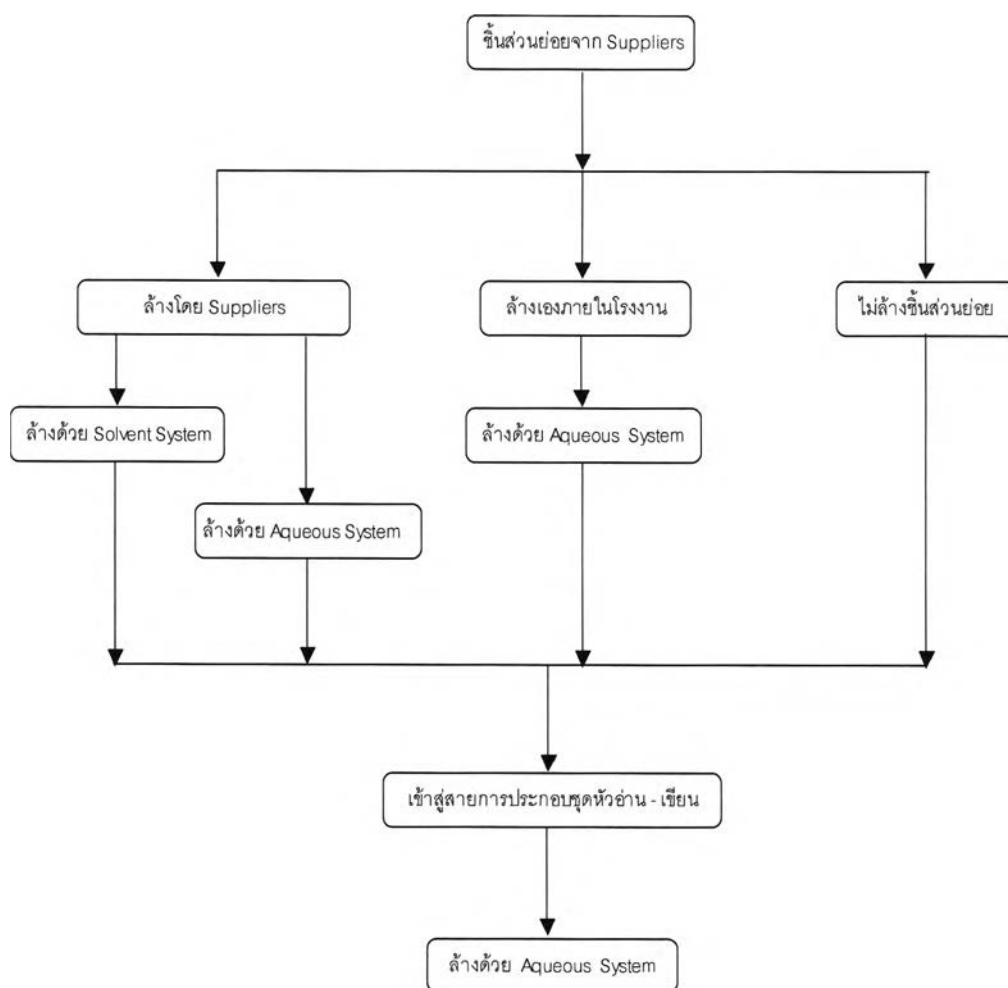 ชิ้นส่วนย่อยจาก Suppliers
ล้างโดย Suppliers
ล้างเองภายในโรงงาน
ไม่ล้างชิ้นส่วนย่อย
ล้างด้วย Solvent System
ล้างด้วย Aqueous System
ล้างด้วย Aqueous System
เข้าสู่สายการประกอบชุดหัวอ่าน - เขียน
ล้างด้วย Aqueous System